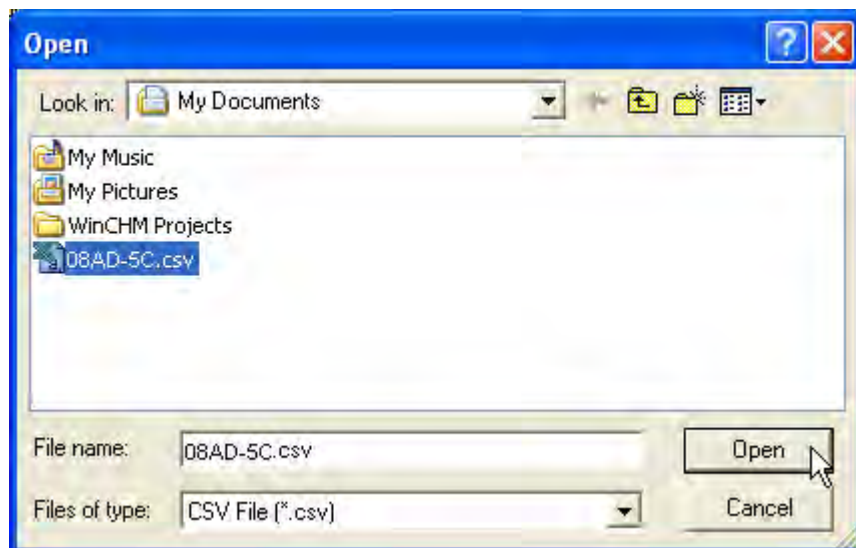 Open
Look in: My Documents
My Music
My Pictures
WinCHM Projects
08AD-5C.csv
File name: 08AD-5C.csv Open
Files of type: CSV File (*.csv) Cancel